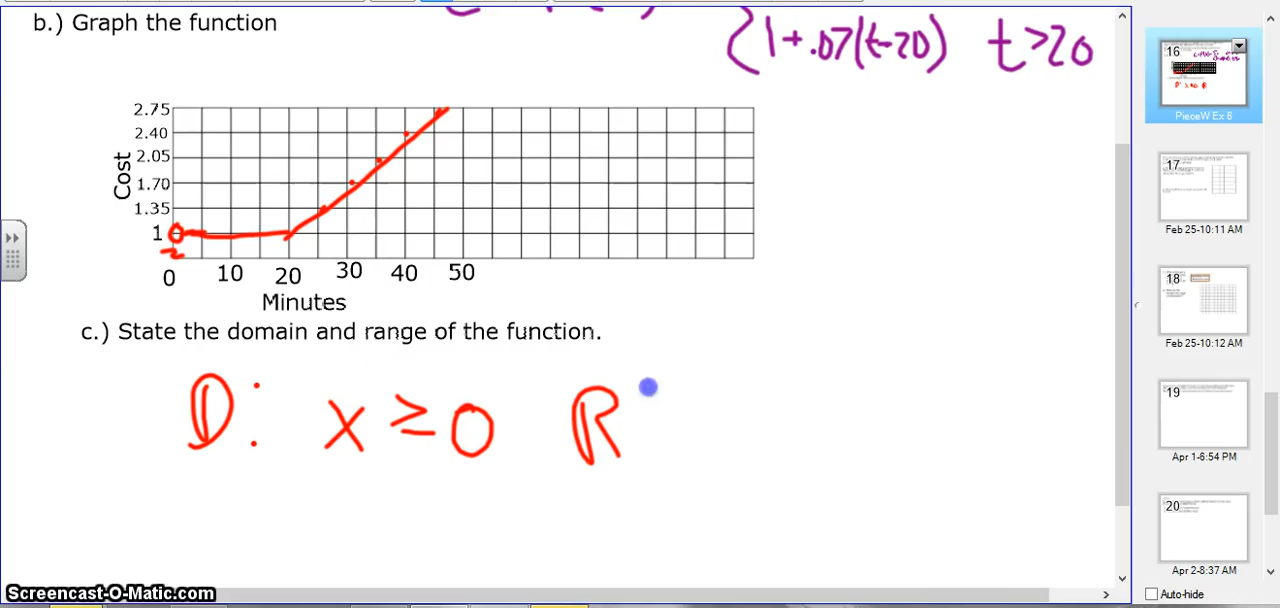 b.) Graph the function
{1+.07(t-20) t>20
2.75
2.40
2.05
1.70
1.35
1
Cost
0 10 20 30 40 50
Minutes
c.) State the domain and range of the function.
D: x ≥ 0 R
Screencast-O-Matic.com
16
PieceW Ex 6
17
Feb 25-10:11 AM
18
Feb 25-10:12 AM
19
Apr 1-6:54 PM
20
Apr 2-8:37 AM
Auto-hide